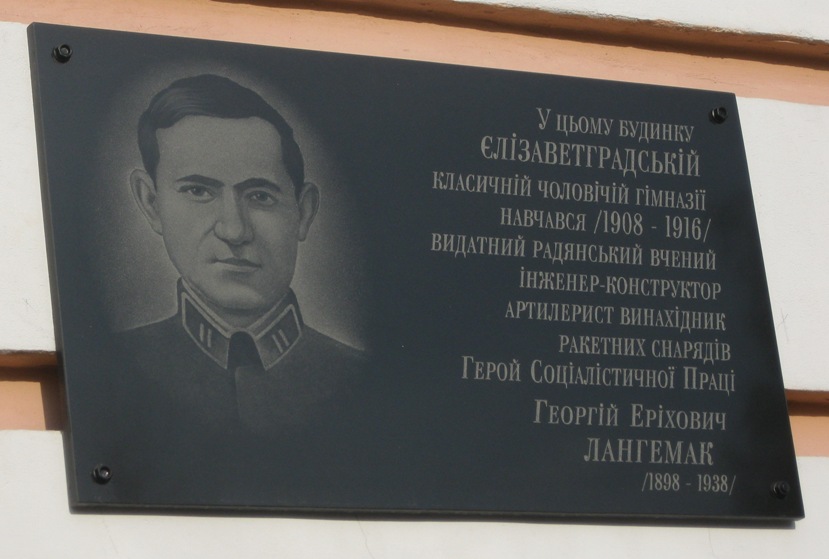 У цьому будинку
Єлізаветградській
класичній чоловічій гімназії
навчався /1908 - 1916/
видатний радянський вчений
інженер-конструктор
артилерист винахідник
ракетних снарядів
Герой Соціалістичної Праці
Георгій Еріхович
ЛАНГЕМАК
/1898 - 1938/